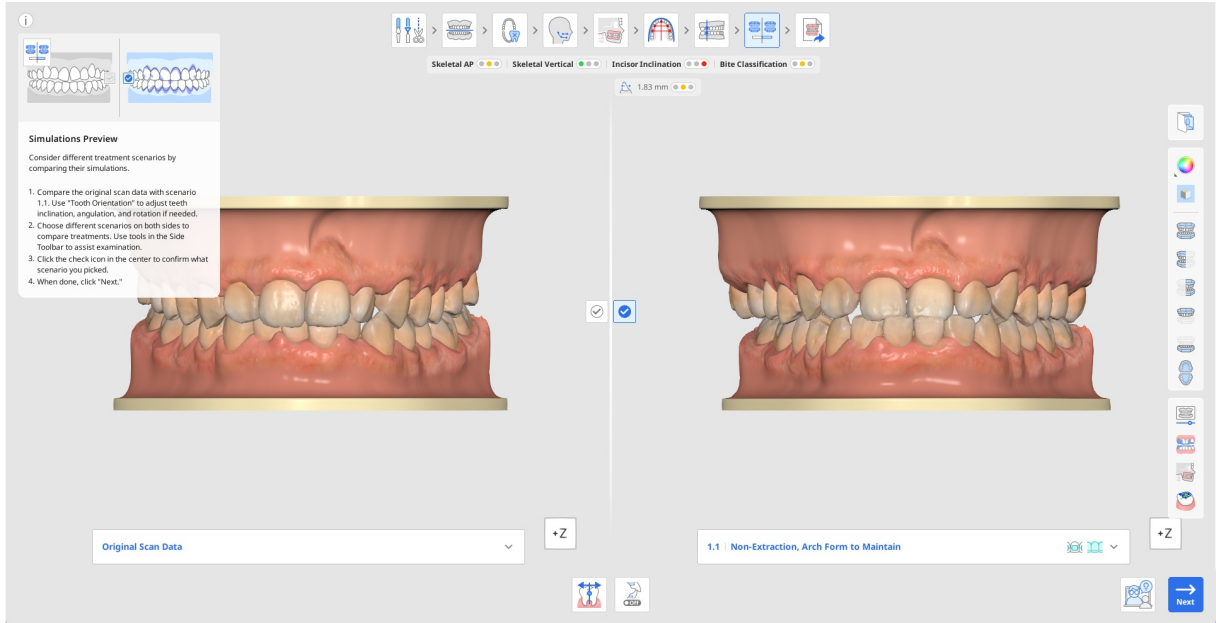 Skeletal AP Skeletal Vertical Incisor Inclination Bite Classification
1.83 mm
Simulations Preview
Consider different treatment scenarios by
comparing their simulations.
1. Compare the original scan data with scenario
1.1. Use "Tooth Orientation" to adjust teeth
inclination, angulation, and rotation if needed.
2. Choose different scenarios on both sides to
compare treatments. Use tools in the Side
Toolbar to assist examination.
3. Click the check icon in the center to confirm what
scenario you picked.
4. When done, click "Next."
+Z
+Z
Original Scan Data
1.1 Non-Extraction, Arch Form to Maintain
Off
Next